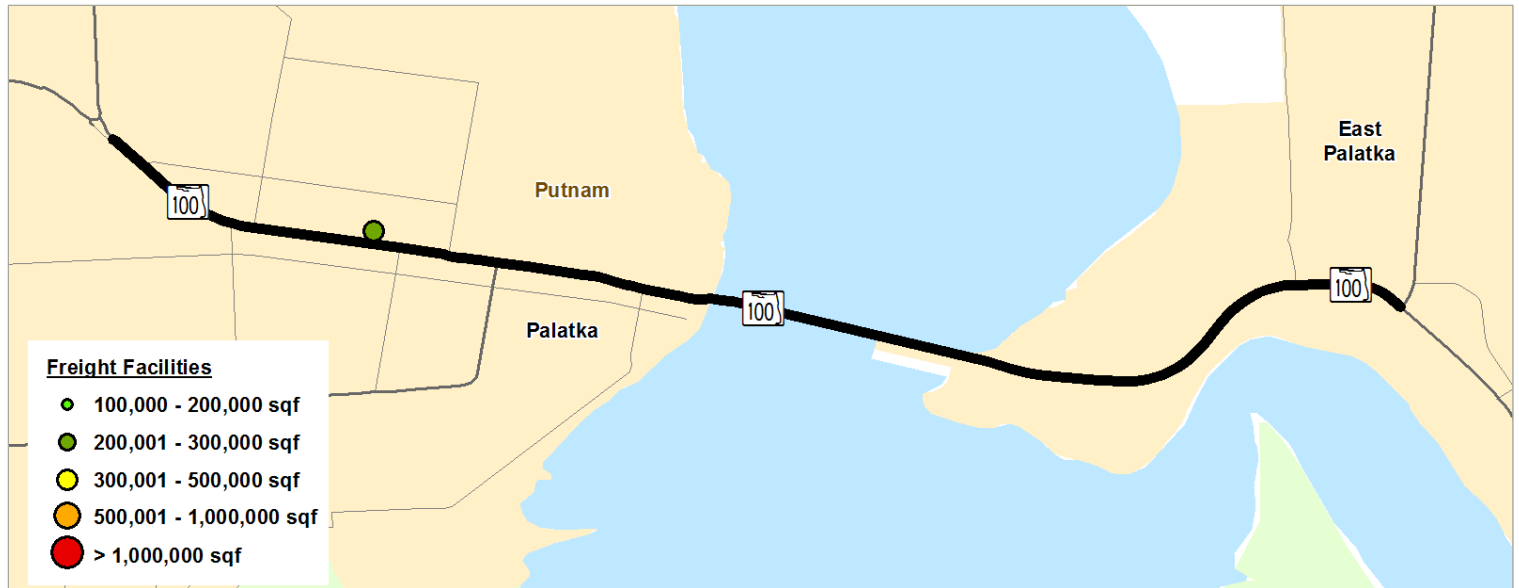 East
Palatka
Putnam
100
100
100
Palatka
Freight Facilities
100,000 - 200,000 sqf
200,001 - 300,000 sqf
300,001 - 500,000 sqf
500,001 - 1,000,000 sqf
> 1,000,000 sqf